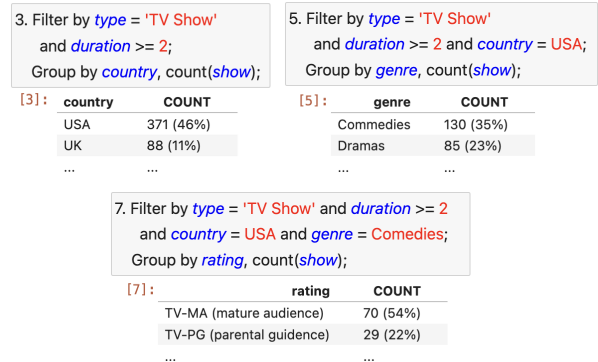 3. Filter by type = 'TV Show'
and duration >= 2;
Group by country, count(show);
[3]: country COUNT
USA 371 (46%)
UK 88 (11%)
... ...
5. Filter by type = 'TV Show'
and duration >= 2 and country = USA;
Group by genre, count(show);
[5]: genre COUNT
Commedies 130 (35%)
Dramas 85 (23%)
... ...
7. Filter by type = 'TV Show' and duration >= 2
and country = USA and genre = Comedies;
Group by rating, count(show);
[7]: rating COUNT
TV-MA (mature audience) 70 (54%)
TV-PG (parental guidence) 29 (22%)
... ...